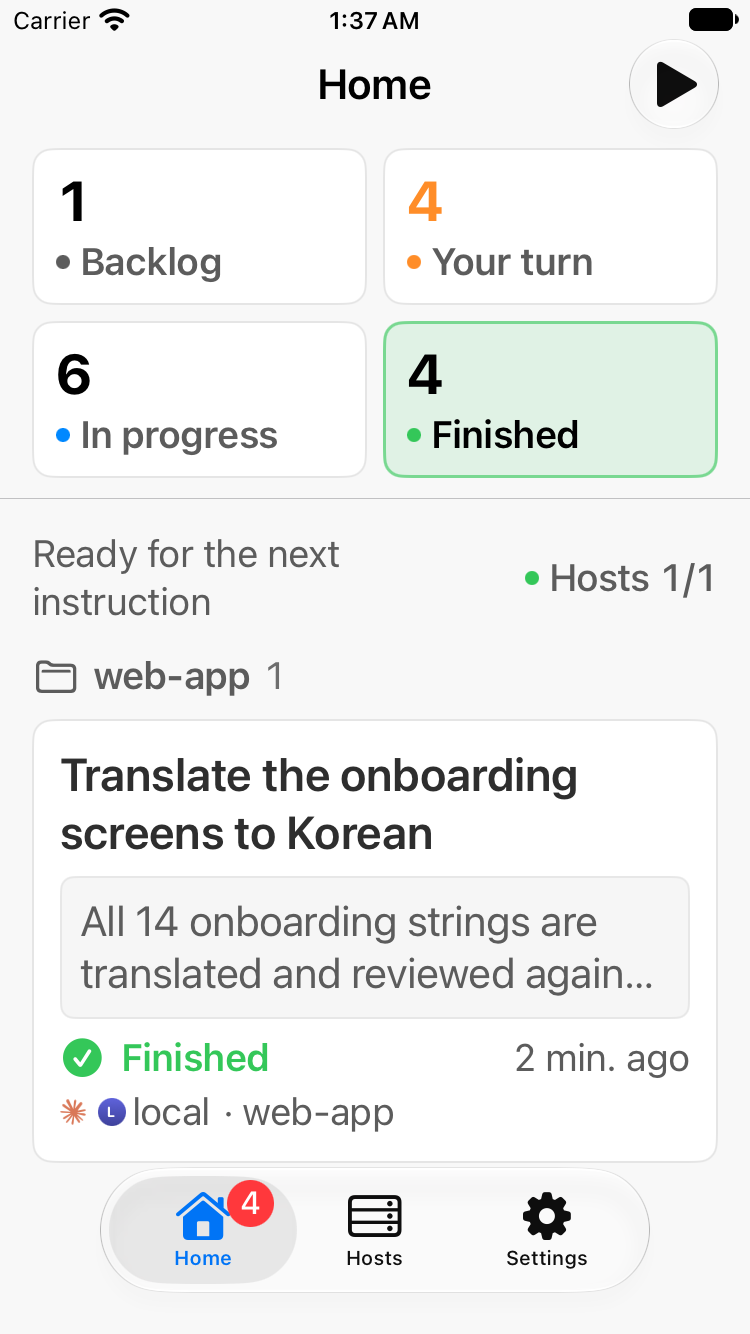 Carrier 1:37 AM
Home
1
• Backlog
4
• Your turn
6
• In progress
4
• Finished
Ready for the next
instruction
• Hosts 1/1
web-app 1
Translate the onboarding
screens to Korean
All 14 onboarding strings are
translated and reviewed again...
Finished 2 min. ago
L local · web-app
4
Home
Hosts
Settings